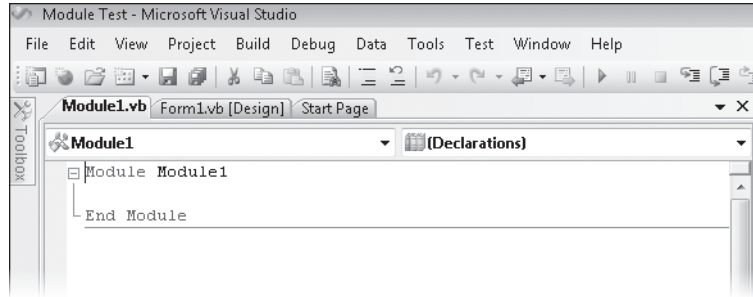 Module Test - Microsoft Visual Studio
File Edit View Project Build Debug Data Tools Test Window Help
Module1.vb Form1.vb [Design] Start Page
Toolbox
Module1 (Declarations)
Module Module1
End Module